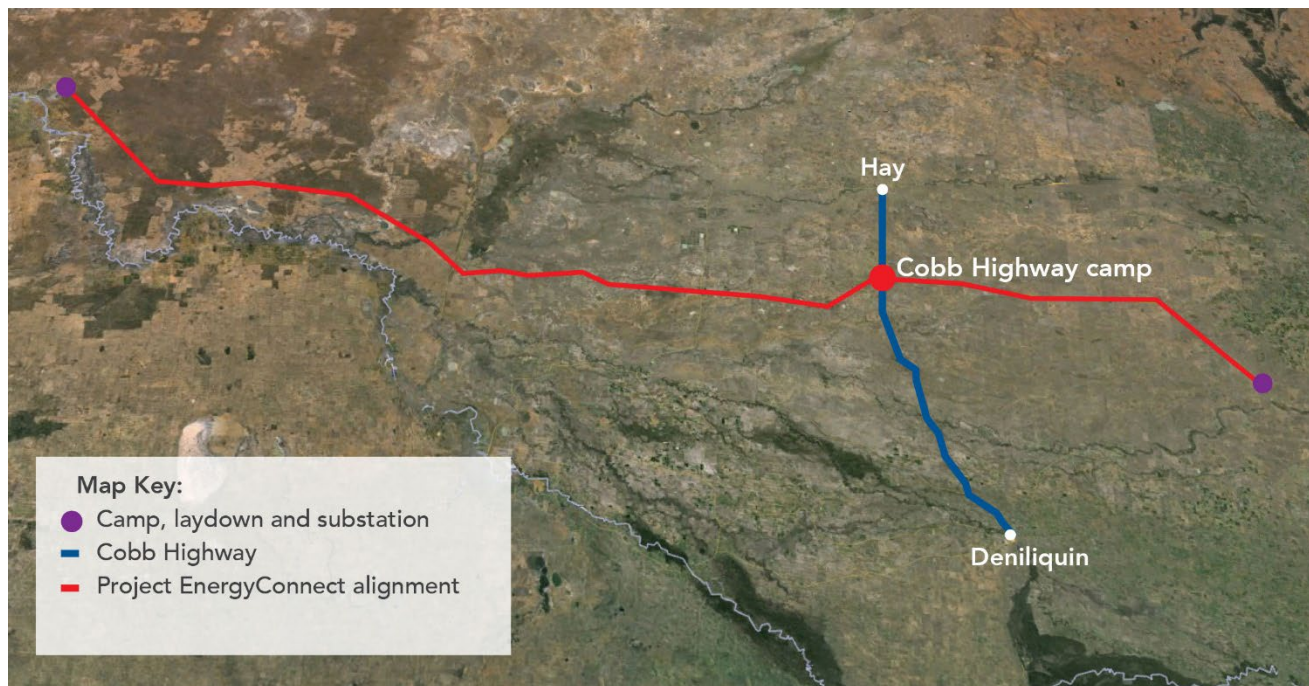 Hay
Cobb Highway camp
Deniliquin
Map Key:
Camp, laydown and substation
Cobb Highway
Project EnergyConnect alignment